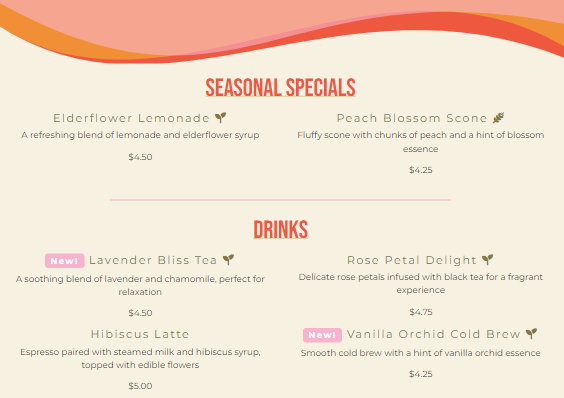 SEASONAL SPECIALS
Elderflower Lemonade
A refreshing blend of lemonade and elderflower syrup
$4.50
Peach Blossom Scone
Fluffy scone with chunks of peach and a hint of blossom
essence
$4.25
DRINKS
New! Lavender Bliss Tea
A soothing blend of lavender and chamomile, perfect for
relaxation
$4.50
Rose Petal Delight
Delicate rose petals infused with black tea for a fragrant
experience
$4.75
Hibiscus Latte
Espresso paired with steamed milk and hibiscus syrup,
topped with edible flowers
$5.00
New! Vanilla Orchid Cold Brew
Smooth cold brew with a hint of vanilla orchid essence
$4.25